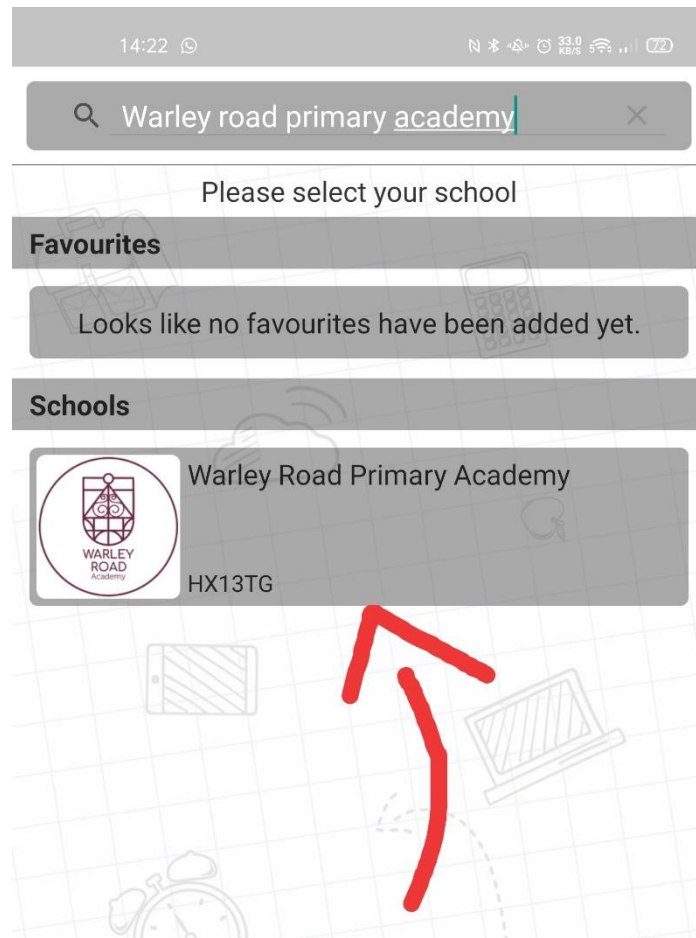 14:22 33.0 KB/S 5 72
Warley road primary academy
Please select your school
Favourites
Looks like no favourites have been added yet.
Schools
Warley Road Primary Academy
WARLEY
ROAD
Academy
HX13TG